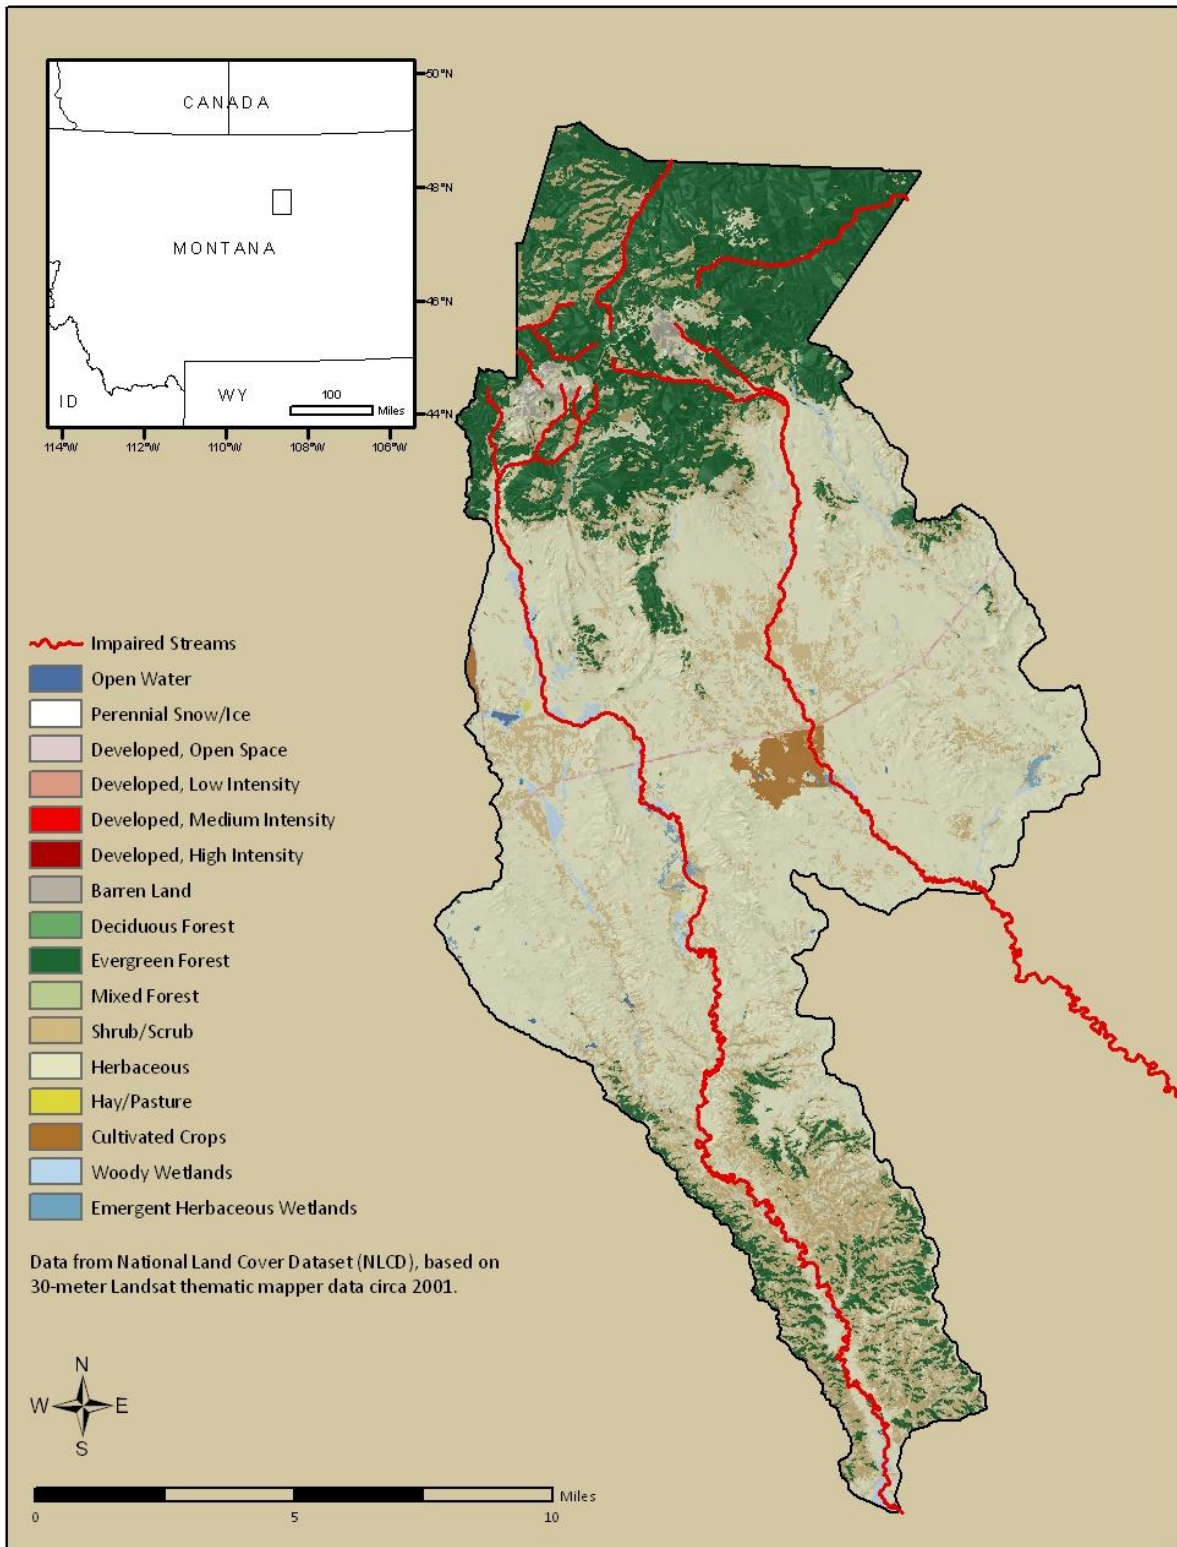 CANADA
MONTANA
ID
WY
100
Miles
50°N
48°N
46°N
44°N
114°W
112°W
110°W
108°W
106°W
Impaired Streams
Open Water
Perennial Snow/Ice
Developed, Open Space
Developed, Low Intensity
Developed, Medium Intensity
Developed, High Intensity
Barren Land
Deciduous Forest
Evergreen Forest
Mixed Forest
Shrub/Scrub
Herbaceous
Hay/Pasture
Cultivated Crops
Woody Wetlands
Emergent Herbaceous Wetlands
Data from National Land Cover Dataset (NLCD), based on
30-meter Landsat thematic mapper data circa 2001.
N
W E
S
Miles
0 5 10